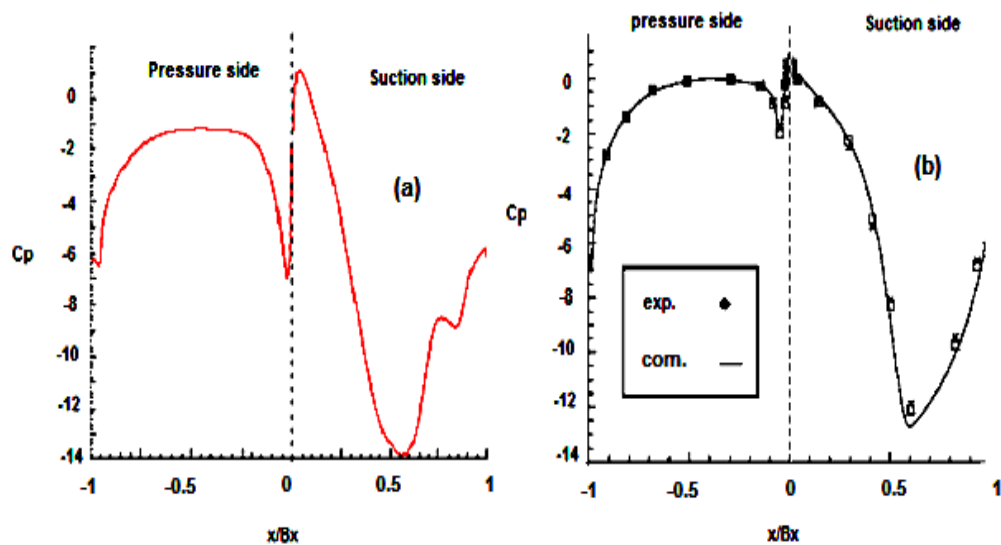 Pressure side
Suction side
(a)
0
-2
-4
-6
-8
-10
-12
-14
Cp
-1
-0.5
0
0.5
1
x/Bx
pressure side
Suction side
(b)
0
-2
-4
-6
-8
-10
-12
-14
Cp
exp.
com.
-1
-0.5
0
0.5
1
x/Bx